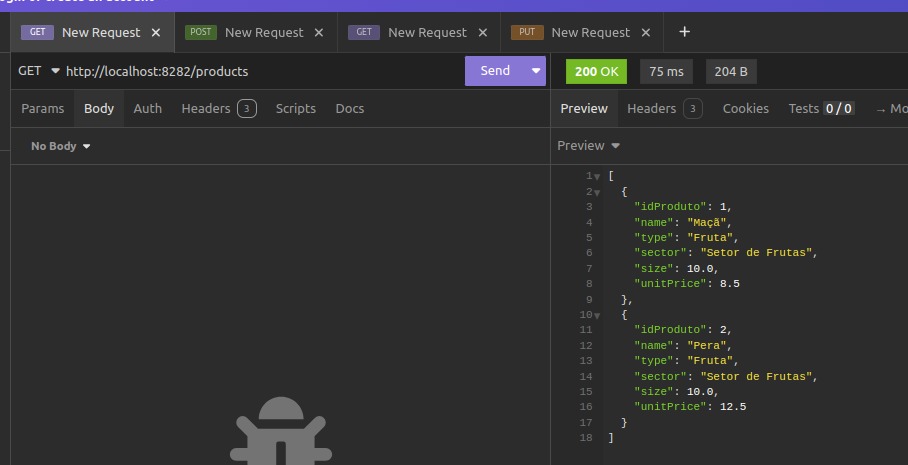 GET New Request × POST New Request × GET New Request × PUT New Request × +
GET http://localhost:8282/products Send 200 OK 75 ms 204 B
Params Body Auth Headers 3 Scripts Docs Preview Headers 3 Cookies Tests 0 / 0 → Mo
No Body Preview
1 [
2 {
3 "idProduto": 1,
4 "name": "Maçã",
5 "type": "Fruta",
6 "sector": "Setor de Frutas",
7 "size": 10.0,
8 "unitPrice": 8.5
9 },
10 {
11 "idProduto": 2,
12 "name": "Pera",
13 "type": "Fruta",
14 "sector": "Setor de Frutas",
15 "size": 10.0,
16 "unitPrice": 12.5
17 }
18 ]